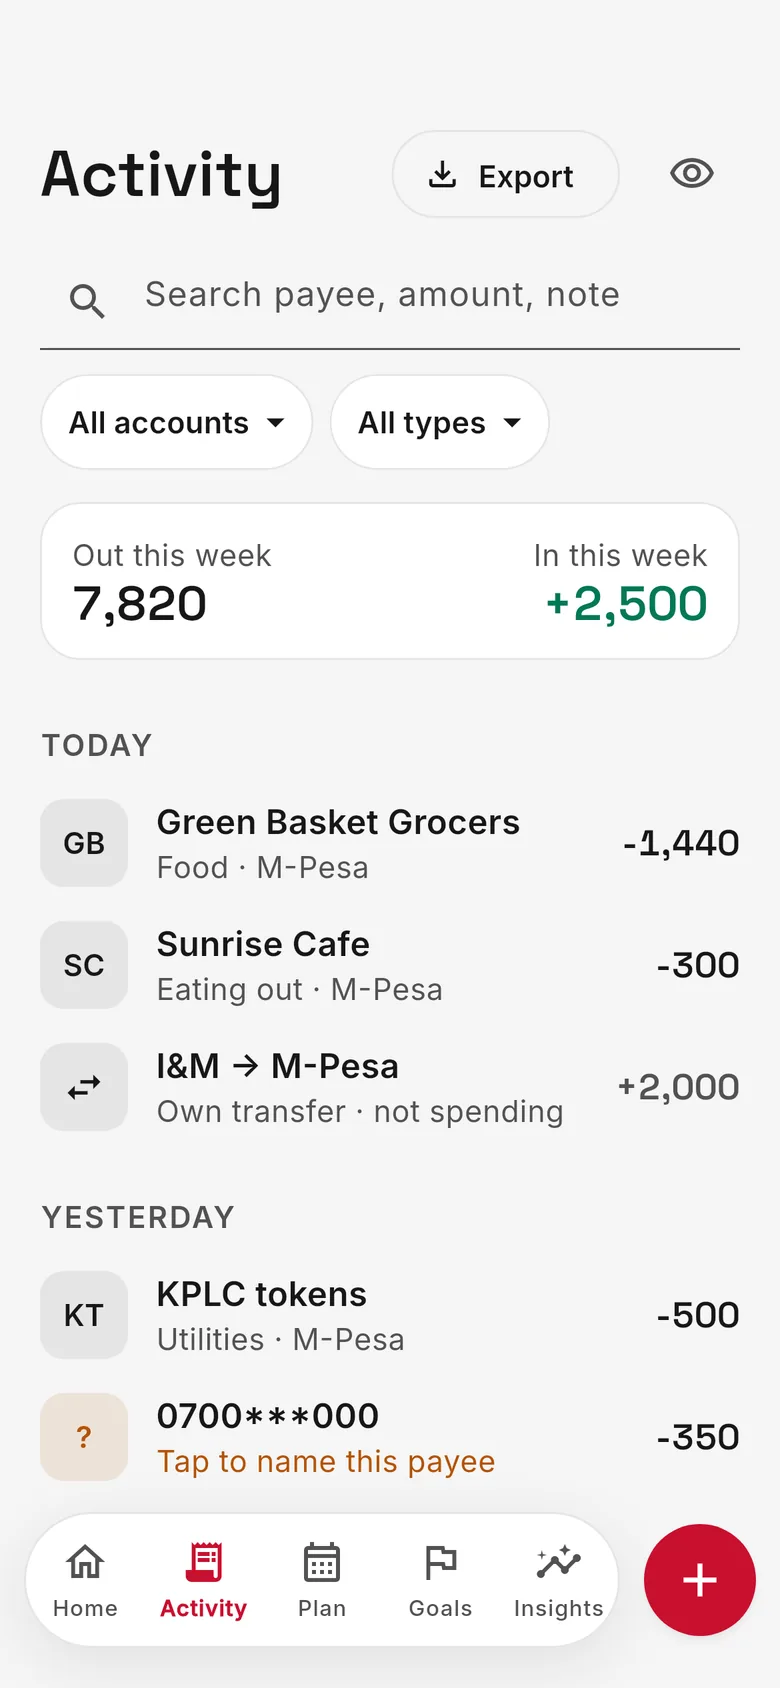 Activity
Export
Search payee, amount, note
All accounts
All types
Out this week
In this week
7,820
+2,500
TODAY
GB
Green Basket Grocers
Food · M-Pesa
-1,440
SC
Sunrise Cafe
Eating out · M-Pesa
-300
I&M → M-Pesa
Own transfer · not spending
+2,000
YESTERDAY
KT
KPLC tokens
Utilities · M-Pesa
-500
?
0700***000
Tap to name this payee
-350
Home
Activity
Plan
Goals
Insights